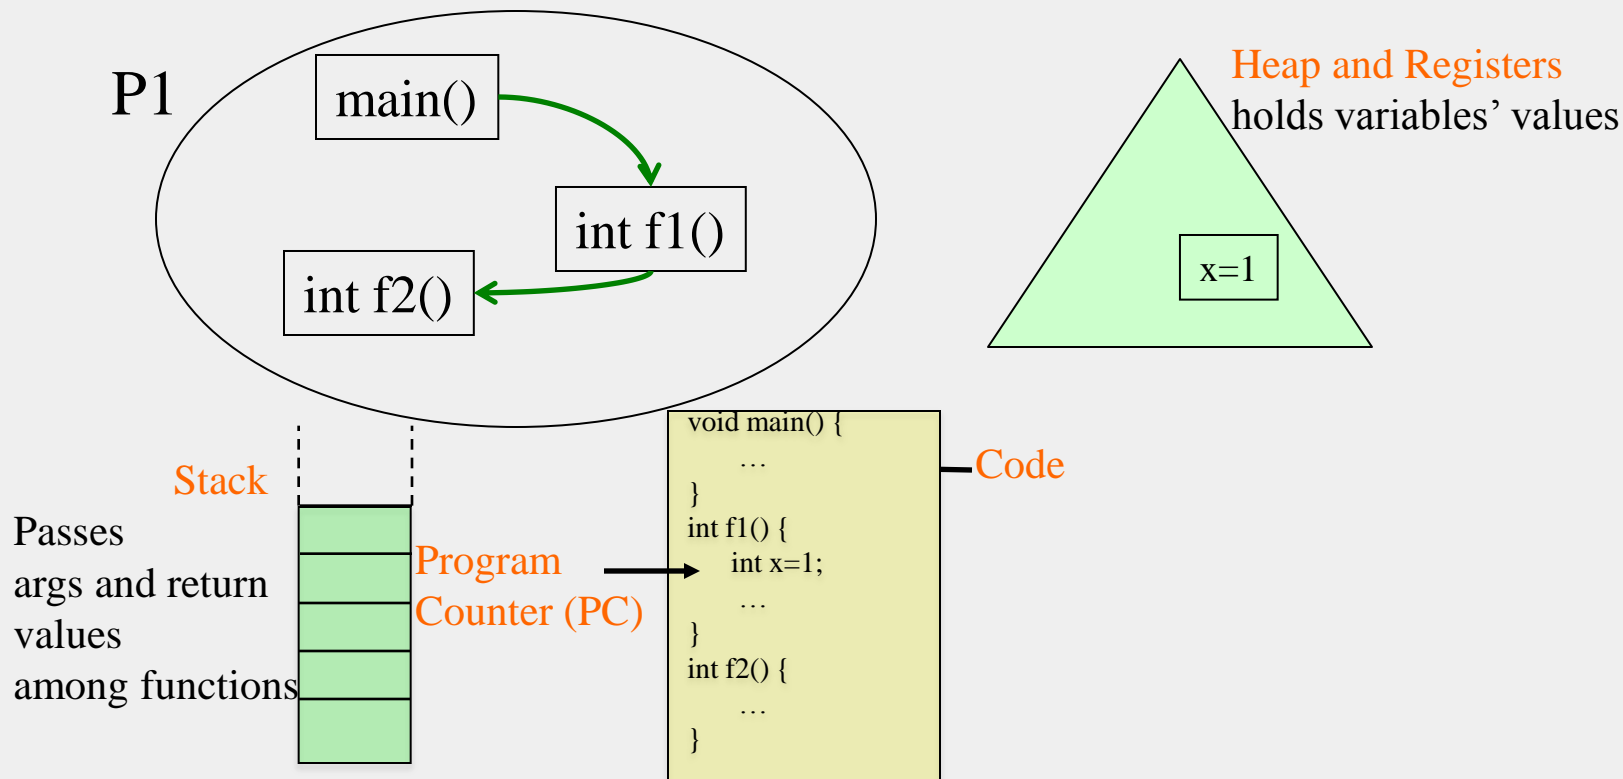 P1
main()
int f1()
int f2()
Heap and Registers
holds variables’ values
x=1
Stack
Passes
args and return
values
among functions
Program
Counter (PC)
void main() {
…
}
int f1() {
int x=1;
…
}
int f2() {
…
}
Code